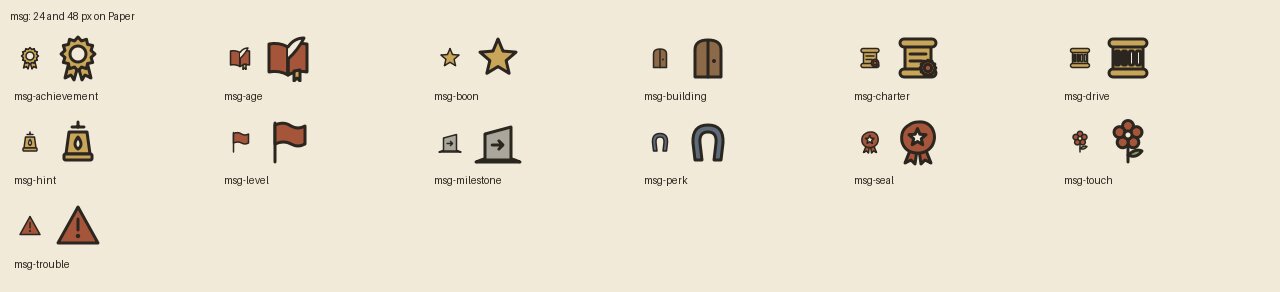 msg: 24 and 48 px on Paper
msg-achievement
msg-age
msg-boon
msg-building
msg-charter
msg-drive
msg-hint
msg-level
msg-milestone
msg-perk
msg-seal
msg-touch
msg-trouble